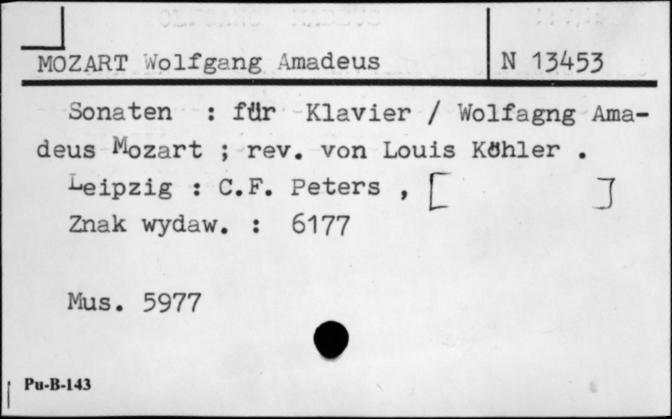 MOZART Wolfgang Amadeus N 13453
Sonaten : für Klavier / Wolfagng Ama-
deus Mozart ; rev. von Louis Köhler .
Leipzig : C.F. Peters , [ ]
Znak wydaw. : 6177
Mus. 5977
Pu-B-143